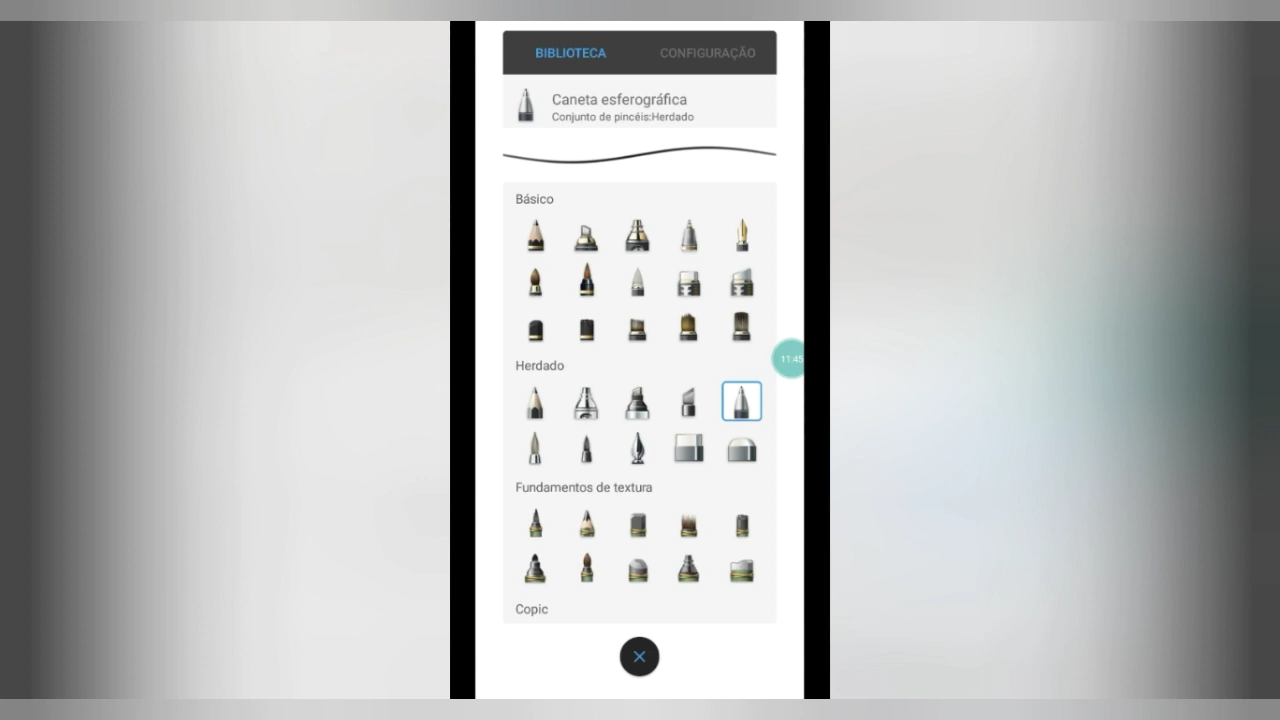 BIBLIOTECA CONFIGURAÇÃO
Caneta esferográfica
Conjunto de pincéis:Herdado
Básico
11:45
Herdado
Fundamentos de textura
Copic